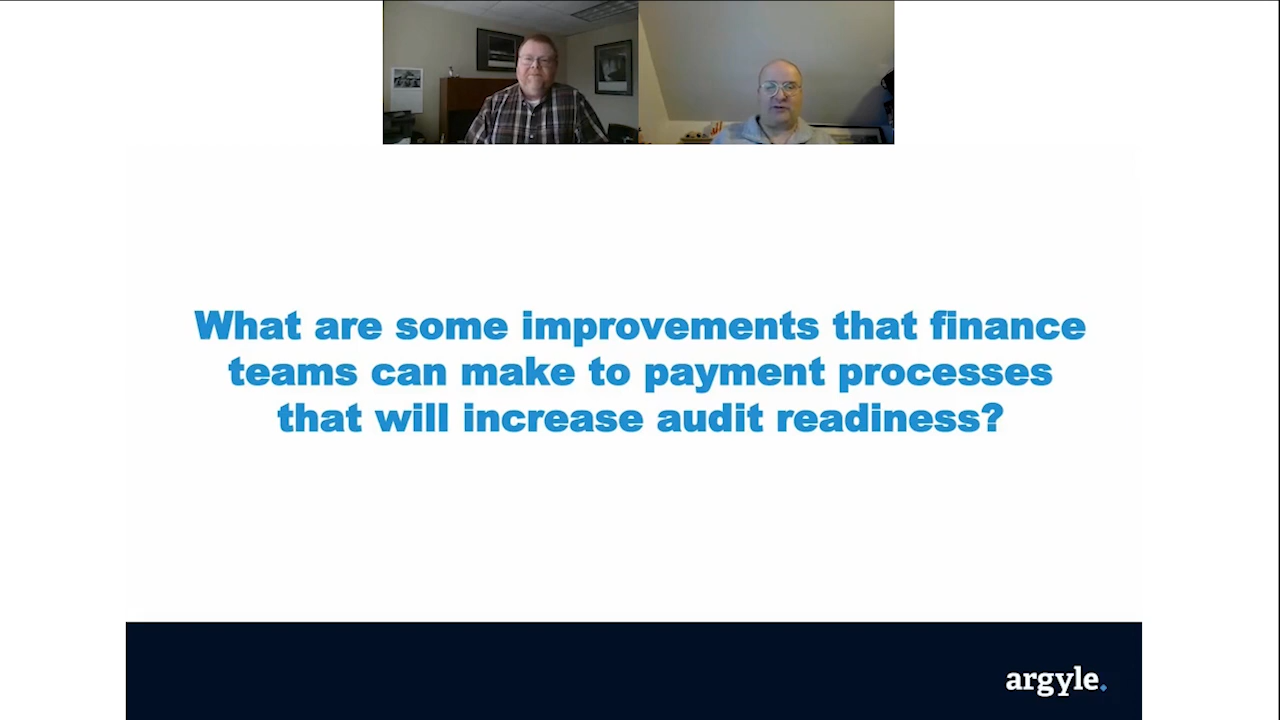 What are some improvements that finance
teams can make to payment processes
that will increase audit readiness?
argyle.